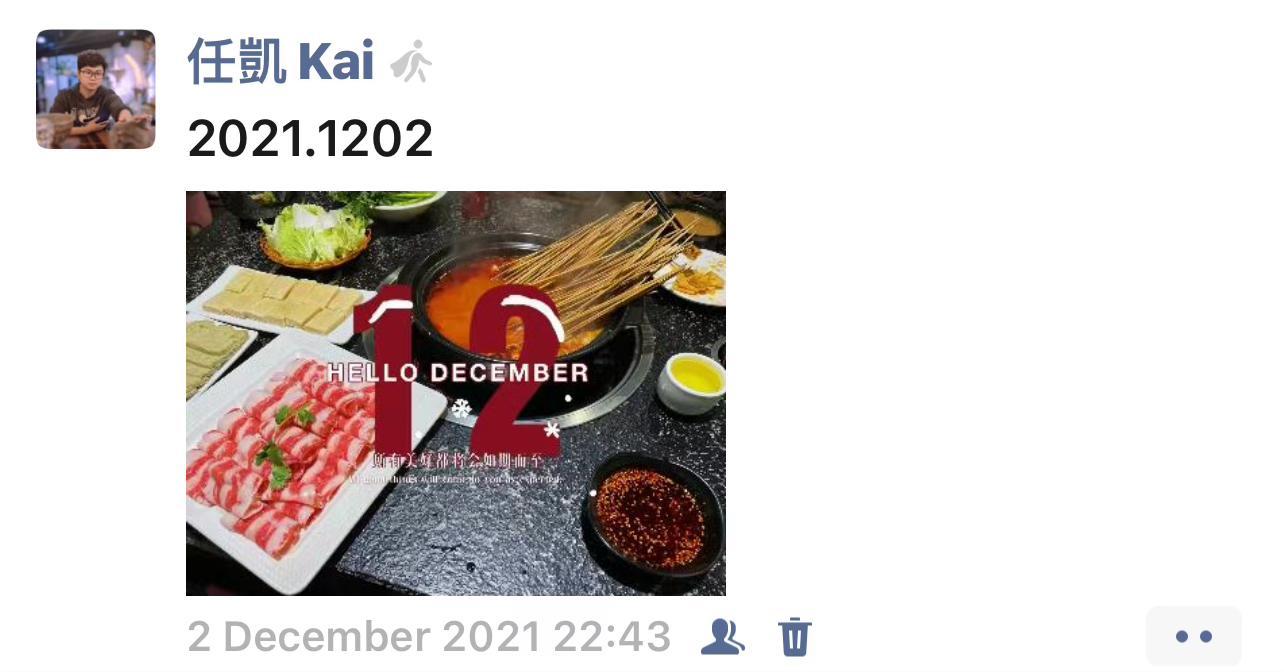 任凱 Kai
2021.1202
12
HELLO DECEMBER
所有美好都将会如期而至
All good things will come to you as expected.
2 December 2021 22:43